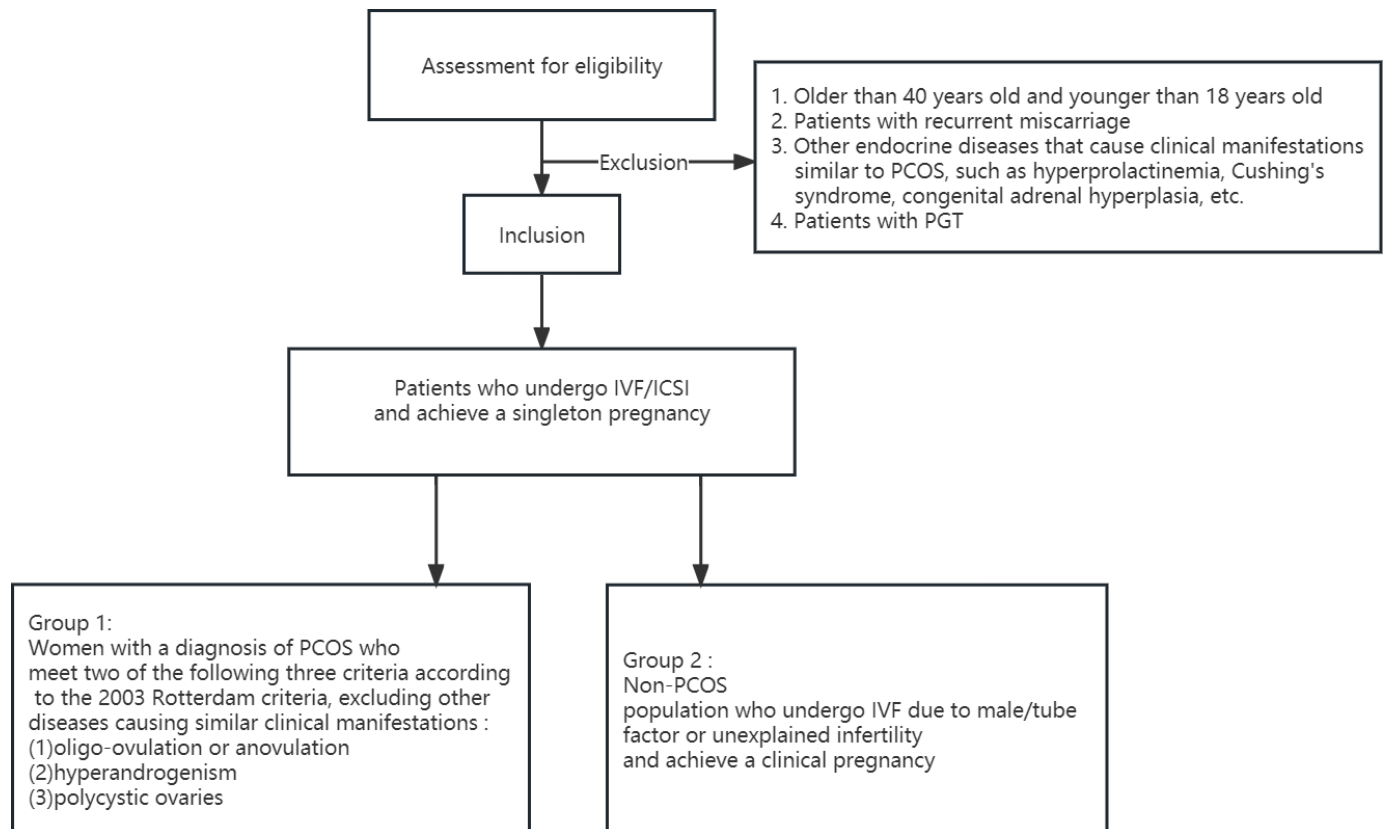 Assessment for eligibility
1. Older than 40 years old and younger than 18 years old
2. Patients with recurrent miscarriage
3. Other endocrine diseases that cause clinical manifestations
similar to PCOS, such as hyperprolactinemia, Cushing's
syndrome, congenital adrenal hyperplasia, etc.
4. Patients with PGT
Exclusion
Inclusion
Patients who undergo IVF/ICSI
and achieve a singleton pregnancy
Group 1:
Women with a diagnosis of PCOS who
meet two of the following three criteria according
to the 2003 Rotterdam criteria, excluding other
diseases causing similar clinical manifestations :
(1)oligo-ovulation or anovulation
(2)hyperandrogenism
(3)polycystic ovaries
Group 2 :
Non-PCOS
population who undergo IVF due to male/tube
factor or unexplained infertility
and achieve a clinical pregnancy